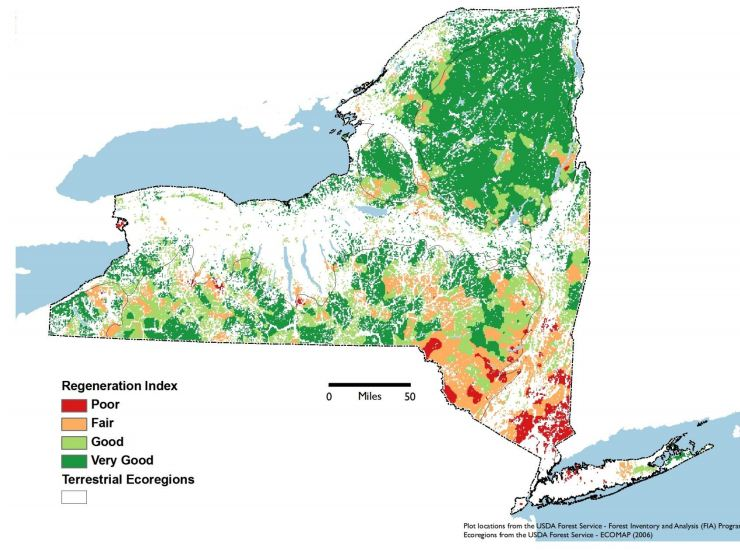 Regeneration Index
Poor
Fair
Good
Very Good
Terrestrial Ecoregions
0 Miles 50
Plot locations from the USDA Forest Service - Forest Inventory and Analysis (FIA) Progra
Ecoregions from the USDA Forest Service - ECOMAP (2006)